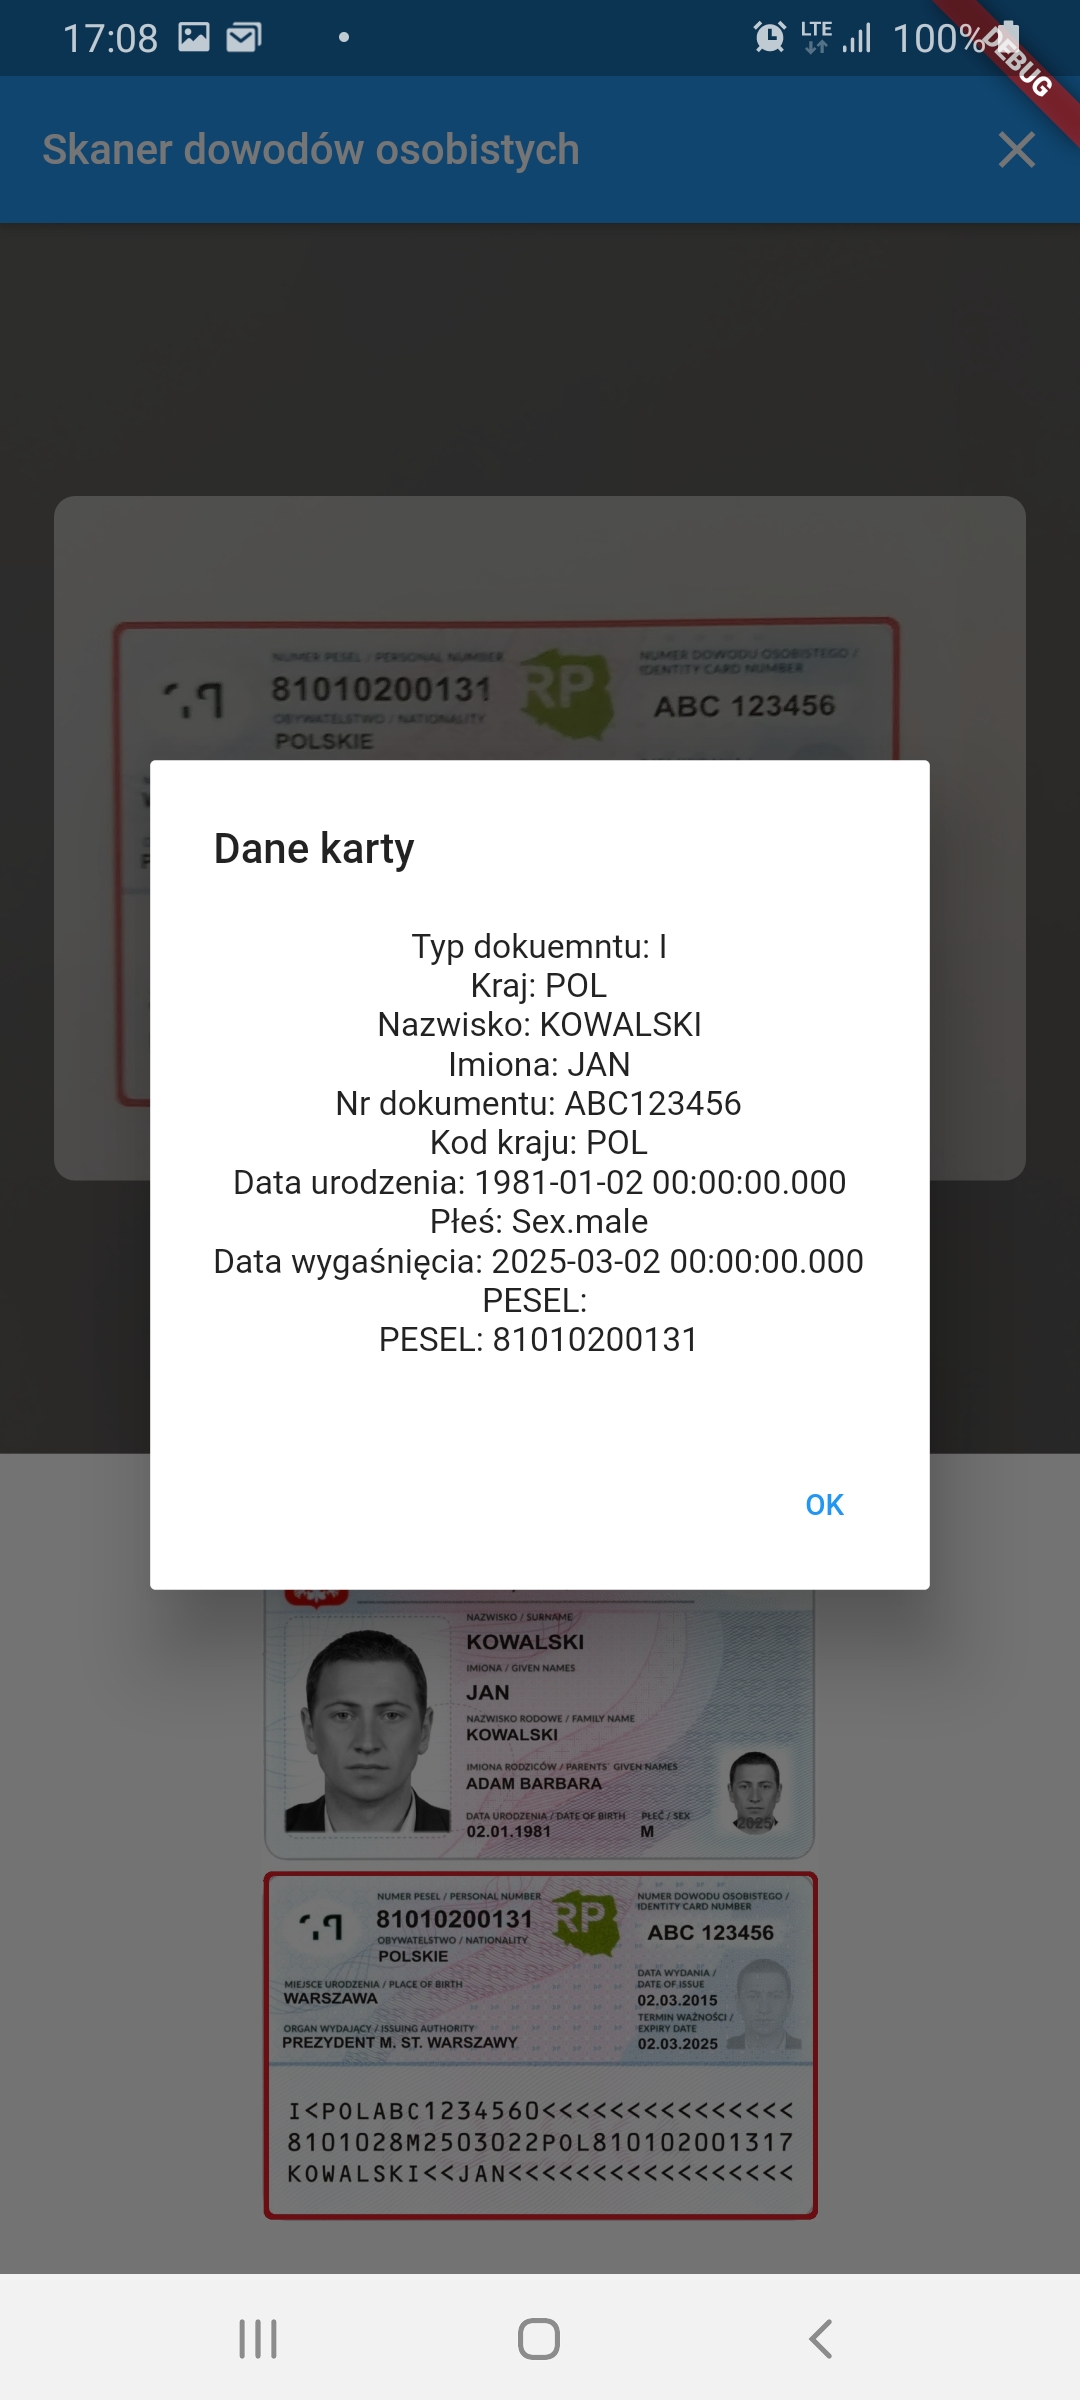 17:08
LTE
100%
DEBUG
Skaner dowodów osobistych
NUMER PESEL / PERSONAL NUMBER
81010200131
OBYWATELSTWO / NATIONALITY
POLSKIE
RP
NUMER DOWODU OSOBISTEGO /
IDENTITY CARD NUMBER
ABC 123456
Dane karty
Typ dokuemntu: I
Kraj: POL
Nazwisko: KOWALSKI
Imiona: JAN
Nr dokumentu: ABC123456
Kod kraju: POL
Data urodzenia: 1981-01-02 00:00:00.000
Płeś: Sex.male
Data wygaśnięcia: 2025-03-02 00:00:00.000
PESEL:
PESEL: 81010200131
OK
NAZWISKO / SURNAME
KOWALSKI
IMIONA / GIVEN NAMES
JAN
NAZWISKO RODOWE / FAMILY NAME
KOWALSKI
IMIONA RODZICÓW / PARENTS' GIVEN NAMES
ADAM BARBARA
DATA URODZENIA / DATE OF BIRTH
02.01.1981
PŁEĆ / SEX
M
2025
NUMER PESEL / PERSONAL NUMBER
81010200131
OBYWATELSTWO / NATIONALITY
POLSKIE
RP
NUMER DOWODU OSOBISTEGO /
IDENTITY CARD NUMBER
ABC 123456
MIEJSCE URODZENIA / PLACE OF BIRTH
WARSZAWA
ORGAN WYDAJĄCY / ISSUING AUTHORITY
PREZYDENT M. ST. WARSZAWY
DATA WYDANIA /
DATE OF ISSUE
02.03.2015
TERMIN WAŻNOŚCI /
EXPIRY DATE
02.03.2025
I<POLABC1234560<<<<<<<<<<<<<<<
8101028M2503022POL810102001317
KOWALSKI<<JAN<<<<<<<<<<<<<<<<<